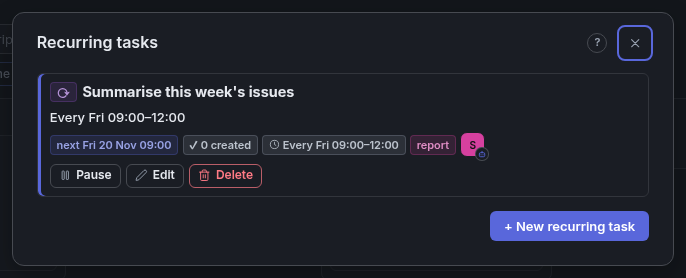 Recurring tasks
?
Summarise this week's issues
Every Fri 09:00–12:00
next Fri 20 Nov 09:00 ✓ 0 created Every Fri 09:00–12:00 report S
Pause Edit Delete
+ New recurring task